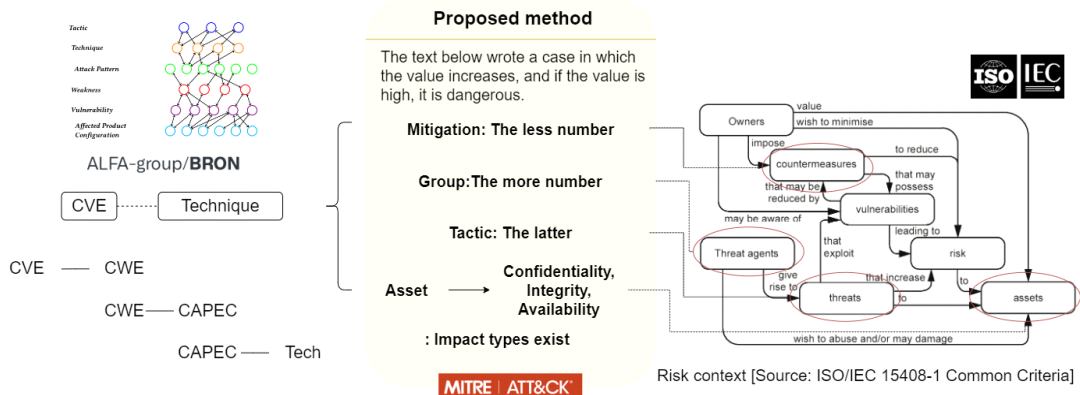 Tactic
Technique
Attack Pattern
Weakness
Vulnerability
Affected Product
Configuration
ALFA-group/BRON
CVE
Technique
CVE
CWE
CWE
CAPEC
CAPEC
Tech
Proposed method
The text below wrote a case in which
the value increases, and if the value is
high, it is dangerous.
Mitigation: The less number
Group:The more number
Tactic: The latter
Asset
Confidentiality,
Integrity,
Availability
: Impact types exist
MITRE | ATT&CK®
ISO
IEC
Owners
value
wish to minimise
impose
countermeasures
to reduce
that may be
reduced by
that may
possess
vulnerabilities
may be aware of
leading to
Threat agents
that
exploit
risk
give
rise to
that increase
to
threats
to
assets
wish to abuse and/or may damage
Risk context [Source: ISO/IEC 15408-1 Common Criteria]